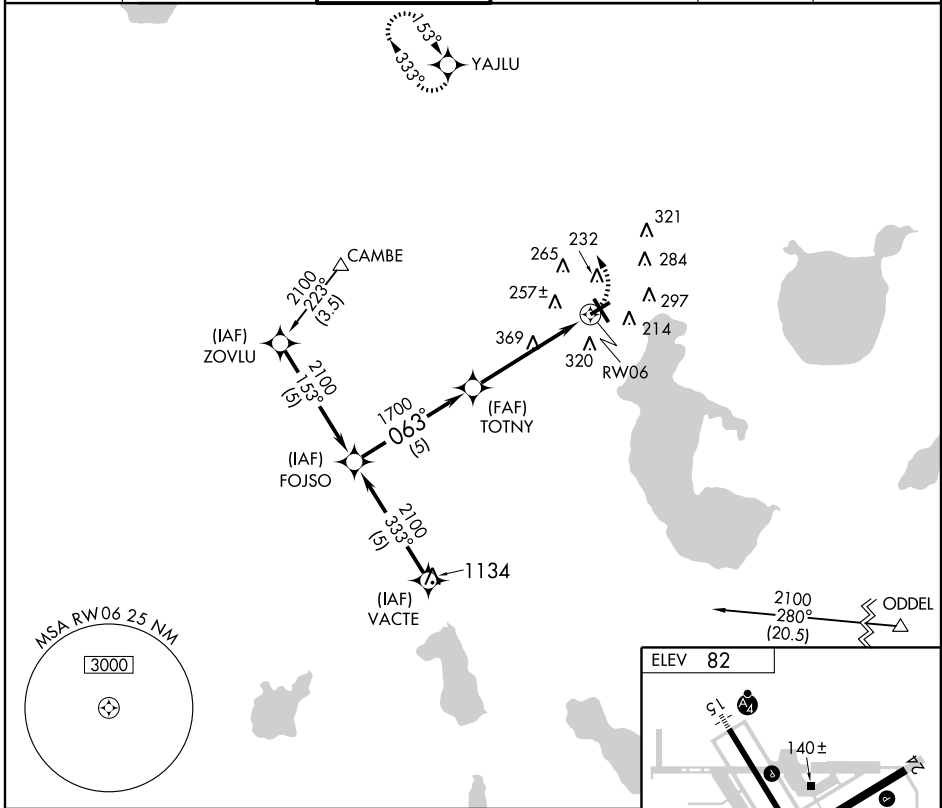 153°
333°
YAJLU
321
232
265
284
CAMBE
2100
223°
(3.5)
257±
297
214
(IAF)
ZOVLU
369
320
RW06
2100
153°
(5)
1700
063°
(5)
(FAF)
TOTNY
(IAF)
FOJSO
2100
333°
(5)
1134
(IAF)
VACTE
2100
280°
(20.5)
ODDEL
MSA RW06 25 NM
3000
ELEV 82
15
A4
140±
24
P
P